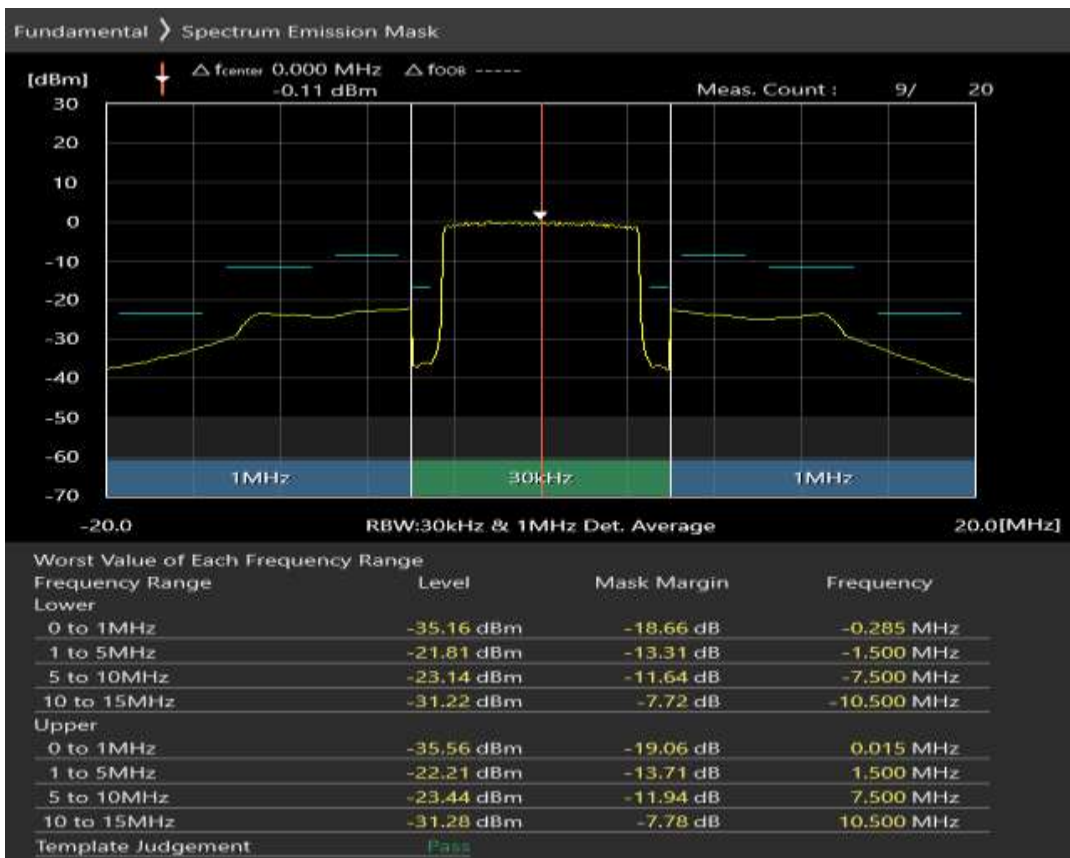 Fundamental 》 Spectrum Emission Mask
[dBm] △ fcenter 0.000 MHz △ fOOB -----
-0.11 dBm Meas. Count : 9/ 20
30
20
10
0
-10
-20
-30
-40
-50
-60
-70
1MHz 30kHz 1MHz
-20.0 RBW:30kHz & 1MHz Det. Average 20.0[MHz]
Worst Value of Each Frequency Range
Frequency Range Level Mask Margin Frequency
Lower
0 to 1MHz -35.16 dBm -18.66 dB -0.285 MHz
1 to 5MHz -21.81 dBm -13.31 dB -1.500 MHz
5 to 10MHz -23.14 dBm -11.64 dB -7.500 MHz
10 to 15MHz -31.22 dBm -7.72 dB -10.500 MHz
Upper
0 to 1MHz -35.56 dBm -19.06 dB 0.015 MHz
1 to 5MHz -22.21 dBm -13.71 dB 1.500 MHz
5 to 10MHz -23.44 dBm -11.94 dB 7.500 MHz
10 to 15MHz -31.28 dBm -7.78 dB 10.500 MHz
Template Judgement Pass